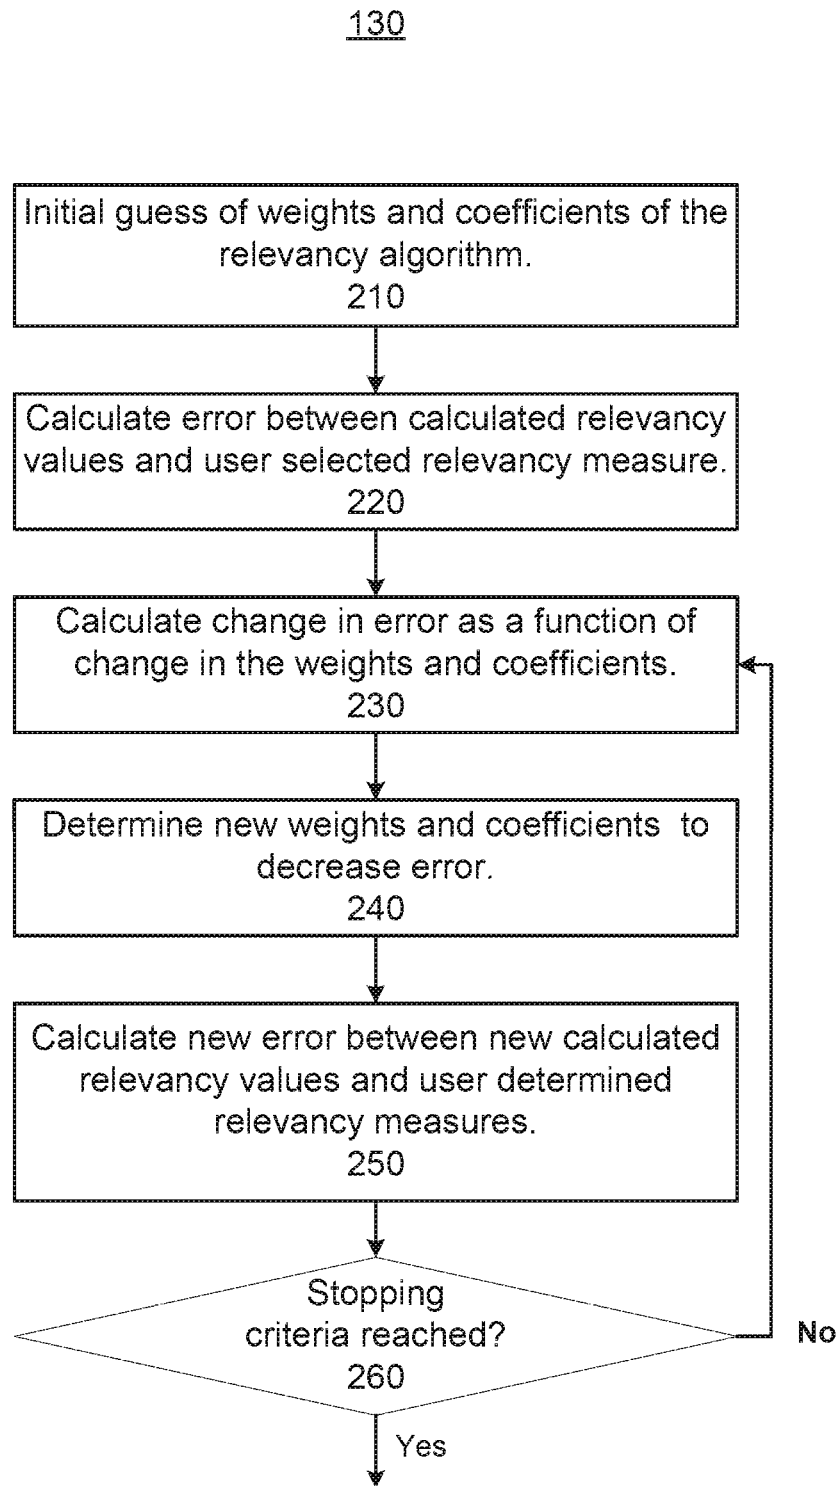 130
Initial guess of weights and coefficients of the
relevancy algorithm.
210
Calculate error between calculated relevancy
values and user selected relevancy measure.
220
Calculate change in error as a function of
change in the weights and coefficients.
230
Determine new weights and coefficients to
decrease error.
240
Calculate new error between new calculated
relevancy values and user determined
relevancy measures.
250
Stopping
criteria reached?
260
No
Yes